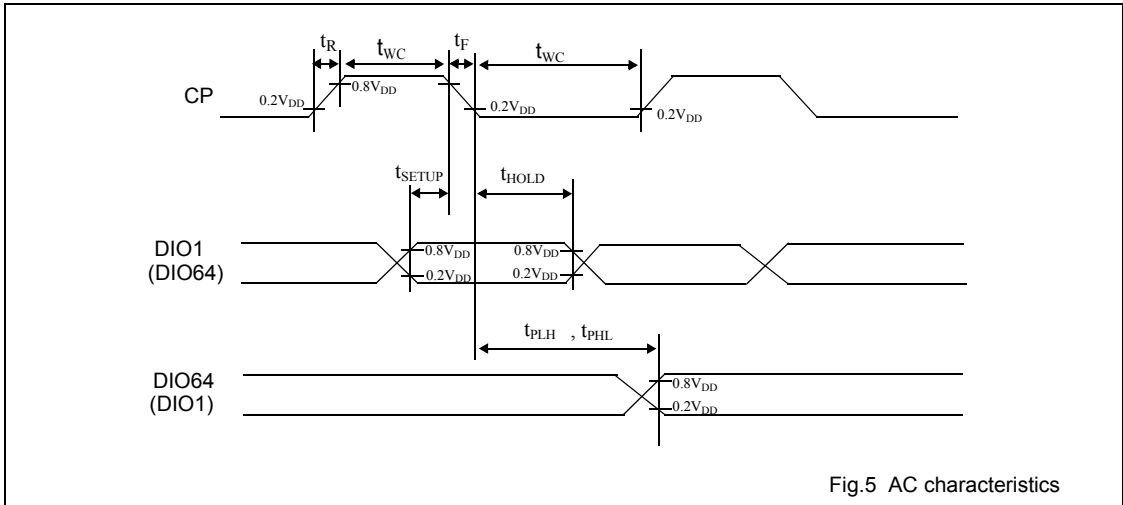 tR tWC tF tWC
CP 0.2VDD 0.8VDD 0.2VDD 0.2VDD
tSETUP tHOLD
DIO1
(DIO64)
0.8VDD 0.8VDD
0.2VDD 0.2VDD
tPLH , tPHL
DIO64
(DIO1)
0.8VDD
0.2VDD
Fig.5 AC characteristics